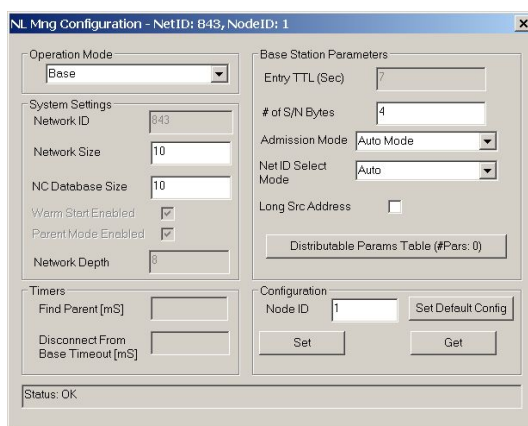 NL Mng Configuration - NetID: 843, NodeID: 1
Operation Mode
Base
System Settings
Network ID
843
Network Size
10
NC Database Size
10
Warm Start Enabled
Parent Mode Enabled
Network Depth
8
Timers
Find Parent [mS]
Disconnect From
Base Timeout [mS]
Base Station Parameters
Entry TTL (Sec)
7
# of S/N Bytes
4
Admission Mode
Auto Mode
Net ID Select
Mode
Auto
Long Src Address
Distributable Params Table (#Pars: 0)
Configuration
Node ID
1
Set Default Config
Set
Get
Status: OK